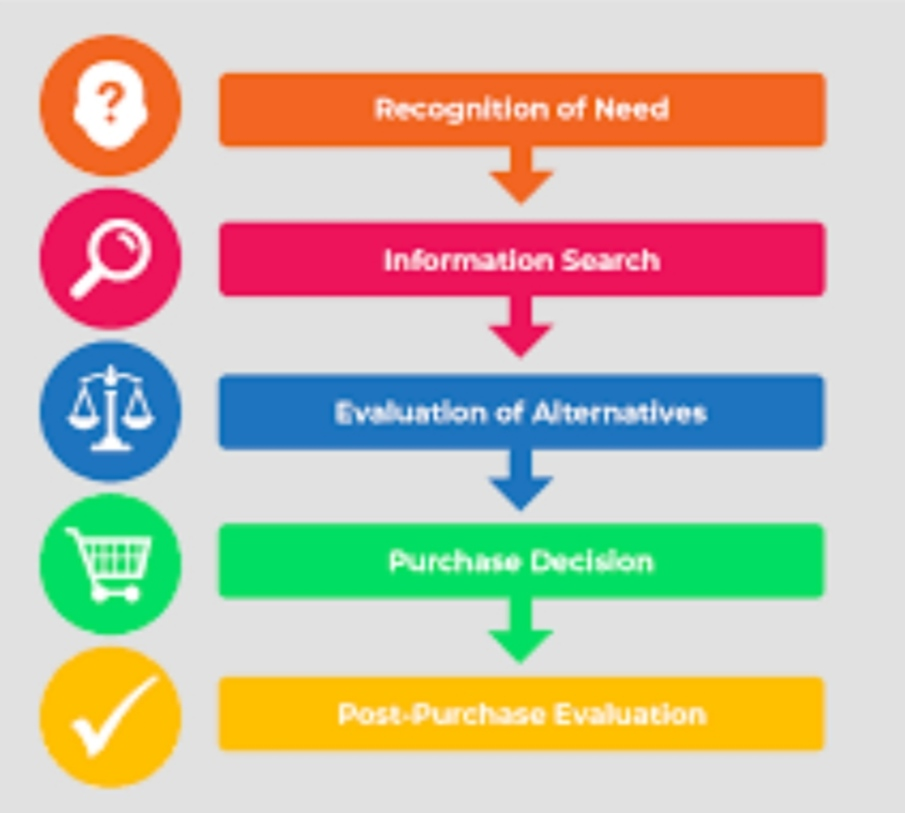 ?
Recognition of Need
Information Search
Evaluation of Alternatives
Purchase Decision
Post-Purchase Evaluation